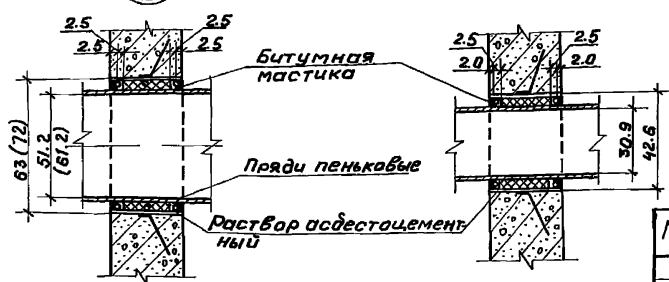 2.5
2.5
2.5
2.5
2.5
2.5
2.0
2.0
Битумная
мастика
63 (72)
51.2
(61.2)
30.9
42.6
Пряди пеньковые
Раствор асбестоцемент-
ный